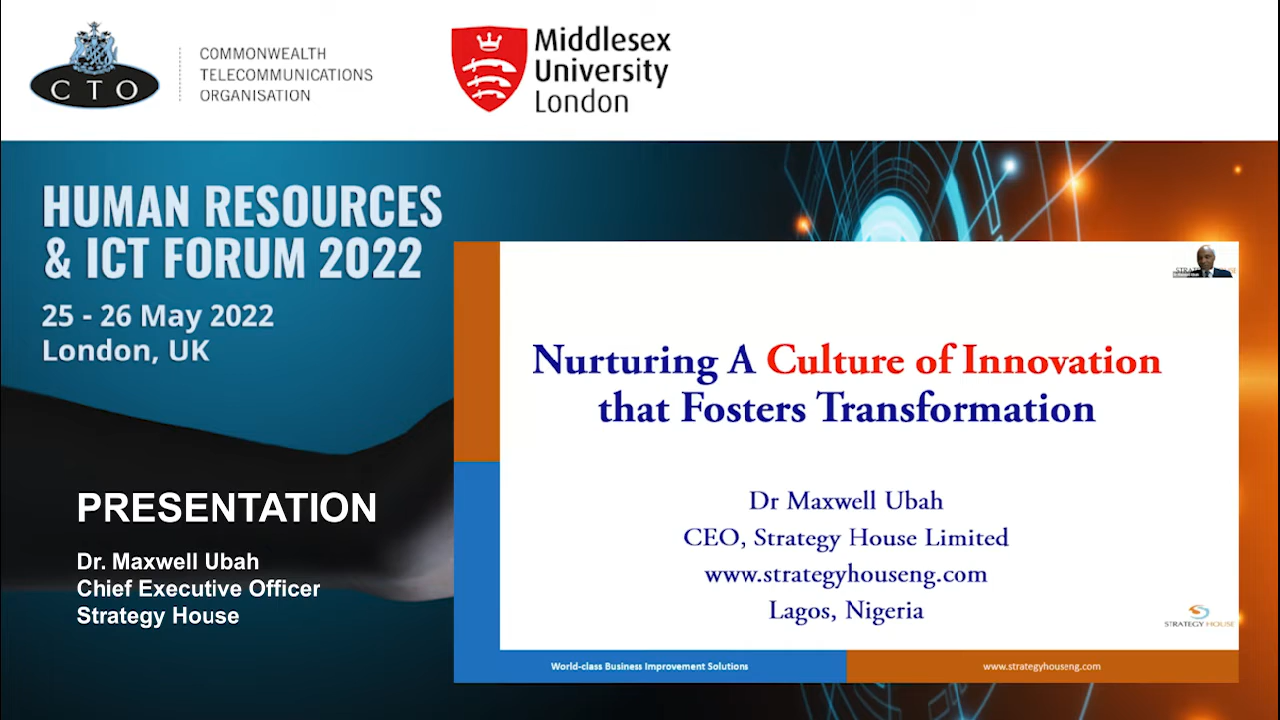 CTO
COMMONWEALTH
TELECOMMUNICATIONS
ORGANISATION
Middlesex
University
London
HUMAN RESOURCES
& ICT FORUM 2022
25 - 26 May 2022
London, UK
PRESENTATION
Dr. Maxwell Ubah
Chief Executive Officer
Strategy House
Nurturing A Culture of Innovation
that Fosters Transformation
Dr Maxwell Ubah
CEO, Strategy House Limited
www.strategyhouseng.com
Lagos, Nigeria
STRATEGY HOUSE
World-class Business Improvement Solutions
www.strategyhouseng.com